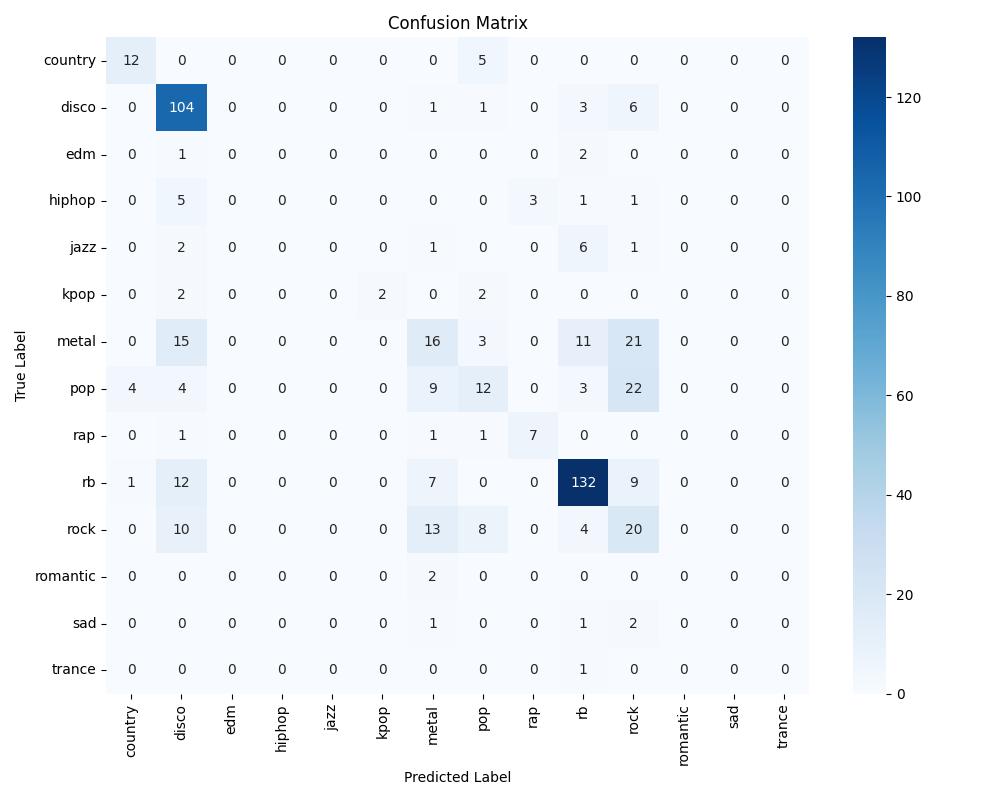 Confusion Matrix
True Label
country 12 0 0 0 0 0 0 5 0 0 0 0 0 0
disco 0 104 0 0 0 0 1 1 0 3 6 0 0 0
edm 0 1 0 0 0 0 0 0 0 2 0 0 0 0
hiphop 0 5 0 0 0 0 0 0 3 1 1 0 0 0
jazz 0 2 0 0 0 0 1 0 0 6 1 0 0 0
kpop 0 2 0 0 0 2 0 2 0 0 0 0 0 0
metal 0 15 0 0 0 0 16 3 0 11 21 0 0 0
pop 4 4 0 0 0 0 9 12 0 3 22 0 0 0
rap 0 1 0 0 0 0 1 1 7 0 0 0 0 0
rb 1 12 0 0 0 0 7 0 0 132 9 0 0 0
rock 0 10 0 0 0 0 13 8 0 4 20 0 0 0
romantic 0 0 0 0 0 0 2 0 0 0 0 0 0 0
sad 0 0 0 0 0 0 1 0 0 1 2 0 0 0
trance 0 0 0 0 0 0 0 0 0 1 0 0 0 0
country disco edm hiphop jazz kpop metal pop rap rb rock romantic sad trance
Predicted Label
120
100
80
60
40
20
0